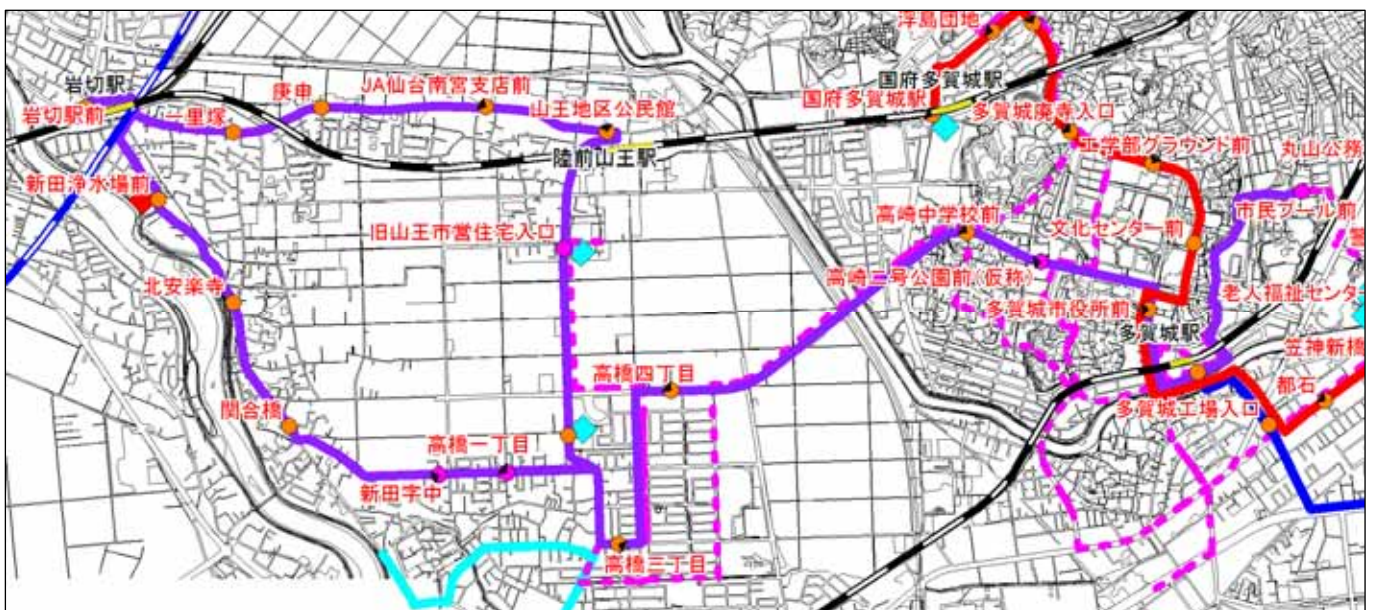 浮島団地
岩切駅
国府多賀城駅
庚申
JA仙台南宮支店前
岩切駅前
一里塚
山王地区公民館
国府多賀城駅
多賀城廃寺入口
陸前山王駅
工学部グラウンド前
丸山公務
新田浄水場前
高崎中学校前
市民プール前
旧山王市営住宅入口
文化センター前
警
高崎二号公園前(仮称)
北安楽寺
老人福祉センタ
多賀城市役所前
多賀城駅
笠神新橋
高橋四丁目
都石
関合橋
多賀城工場入口
高橋一丁目
新田字中
高橋三丁目